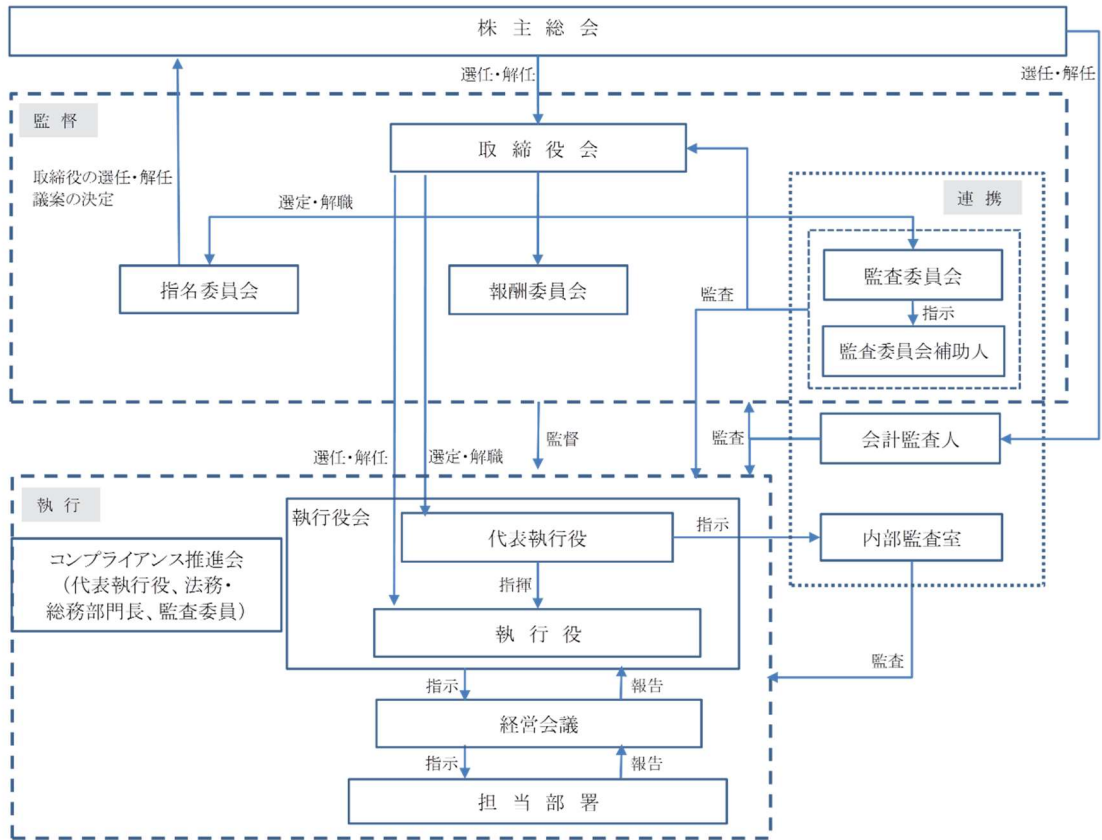 株主総会
選任・解任
選任・解任
監督
取締役会
取締役の選任・解任
議案の決定
連携
選定・解職
監査委員会
指名委員会
報酬委員会
監査
指示
監査委員会補助人
監督
監査
会計監査人
選任・解任
選定・解職
執行
執行役会
代表執行役
指示
内部監査室
コンプライアンス推進会
（代表執行役、法務・
総務部門長、監査委員）
指揮
執行役
監査
指示
報告
経営会議
指示
報告
担当部署